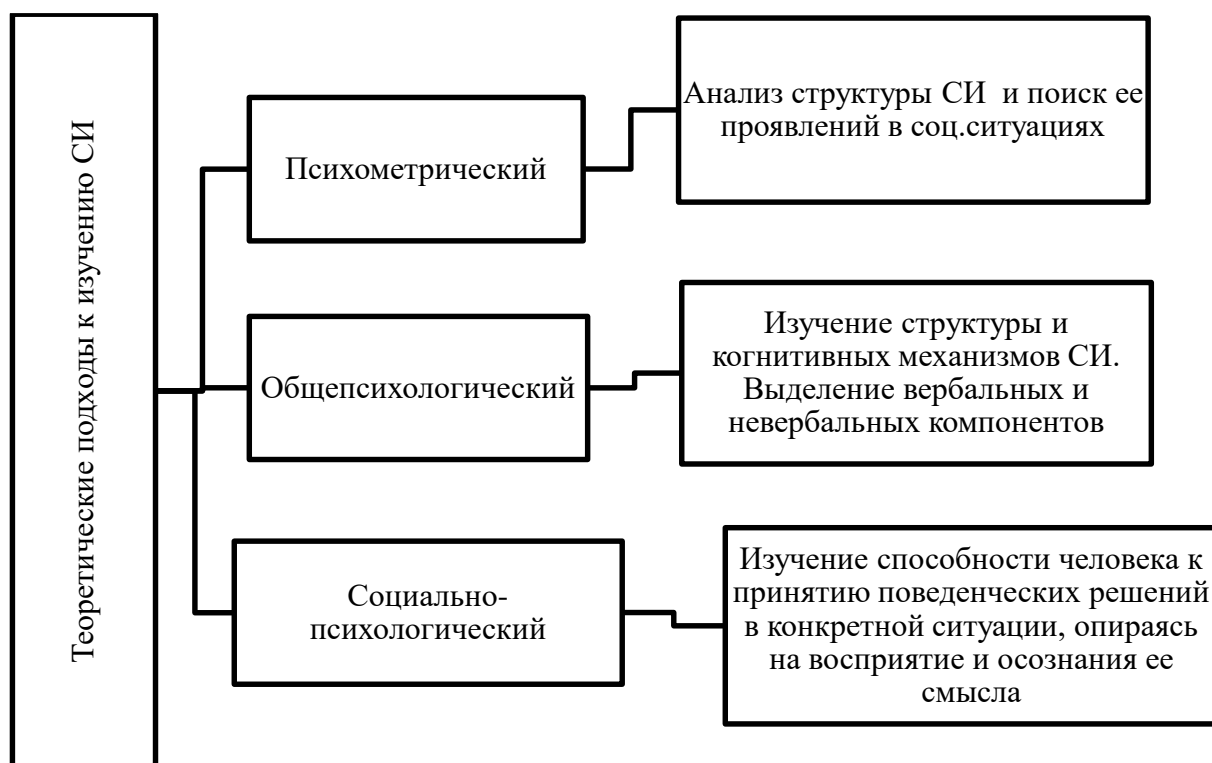 Теоретические подходы к изучению СИ
Психометрический
Анализ структуры СИ и поиск ее
проявлений в соц.ситуациях
Общепсихологический
Изучение структуры и
когнитивных механизмов СИ.
Выделение вербальных и
невербальных компонентов
Социально-
психологический
Изучение способности человека к
принятию поведенческих решений
в конкретной ситуации, опираясь
на восприятие и осознания ее
смысла